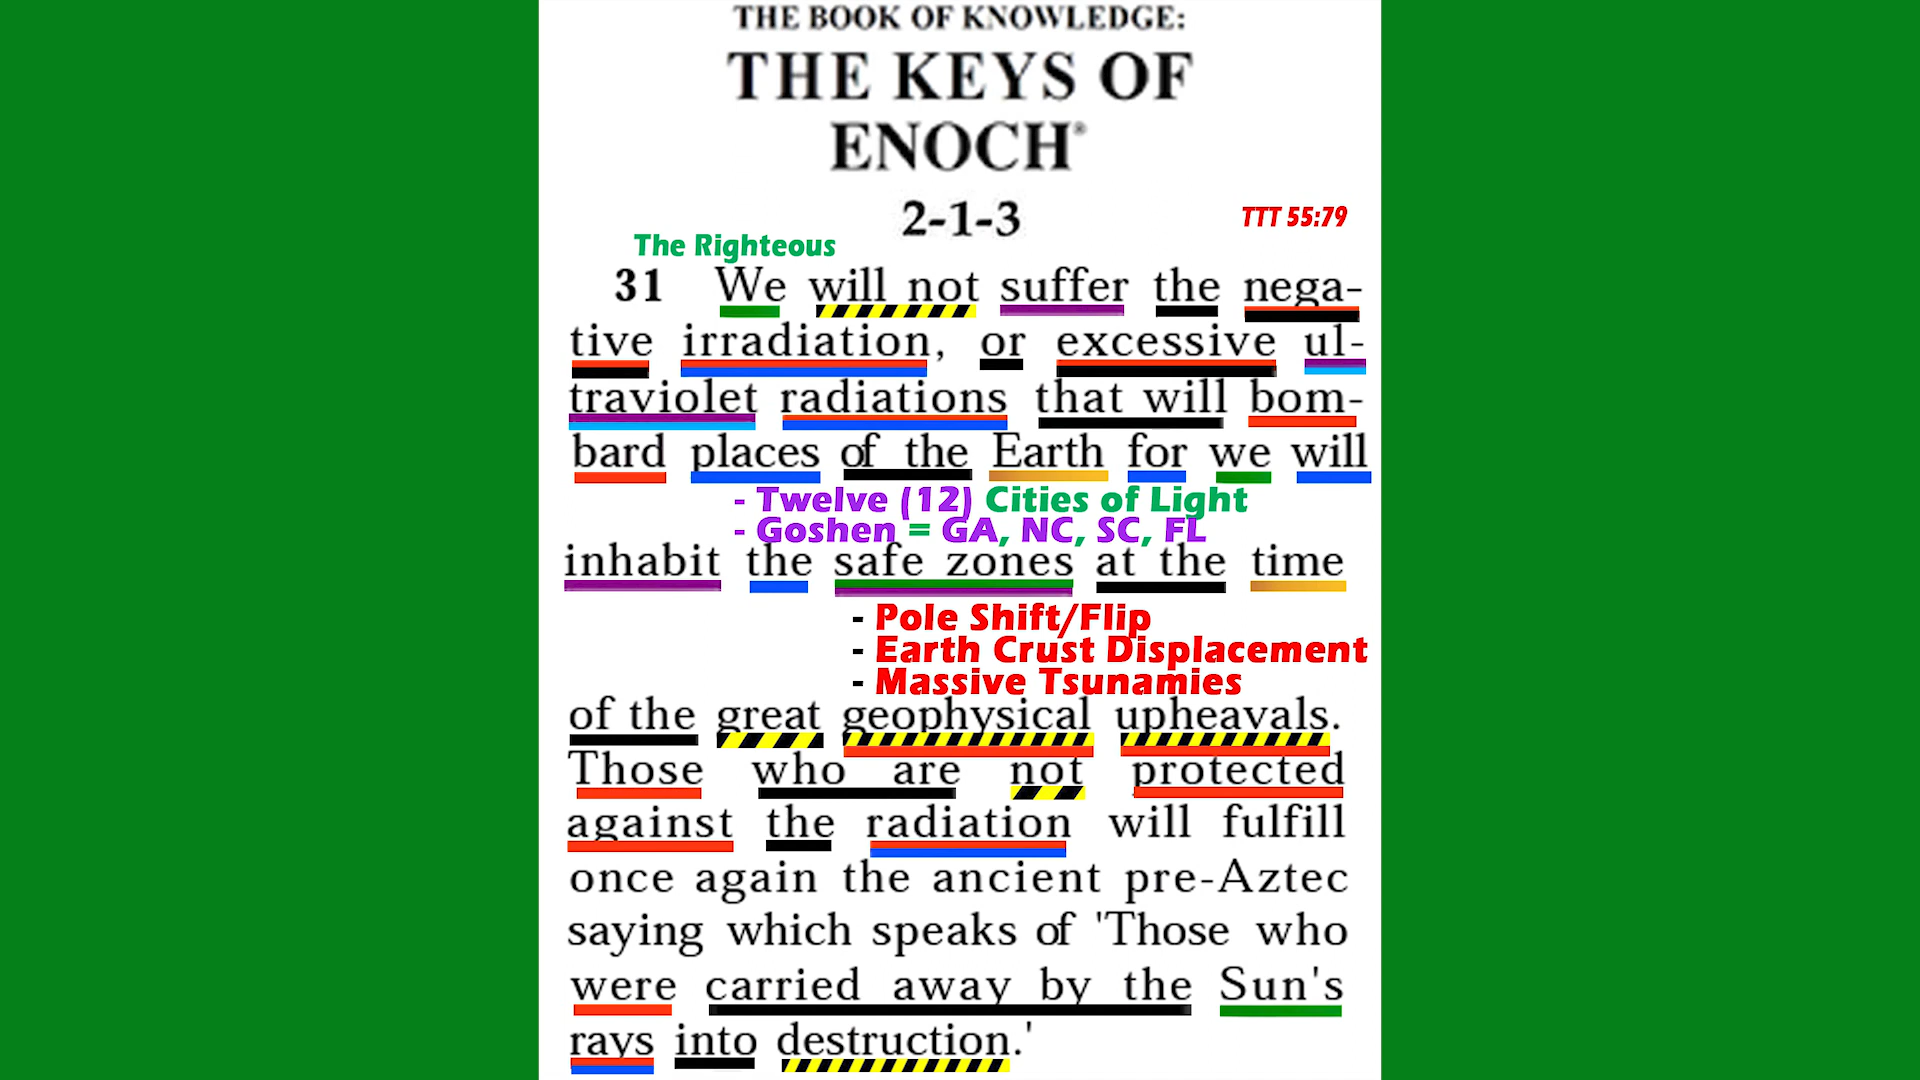 THE BOOK OF KNOWLEDGE:
THE KEYS OF
ENOCH®
2-1-3
TTT 55:79
The Righteous
31 We will not suffer the nega-
tive irradiation, or excessive ul-
traviolet radiations that will bom-
bard places of the Earth for we will
- Twelve (12) Cities of Light
- Goshen = GA, NC, SC, FL
inhabit the safe zones at the time
- Pole Shift/Flip
- Earth Crust Displacement
- Massive Tsunamies
of the great geophysical upheavals.
Those who are not protected
against the radiation will fulfill
once again the ancient pre-Aztec
saying which speaks of 'Those who
were carried away by the Sun's
rays into destruction.'